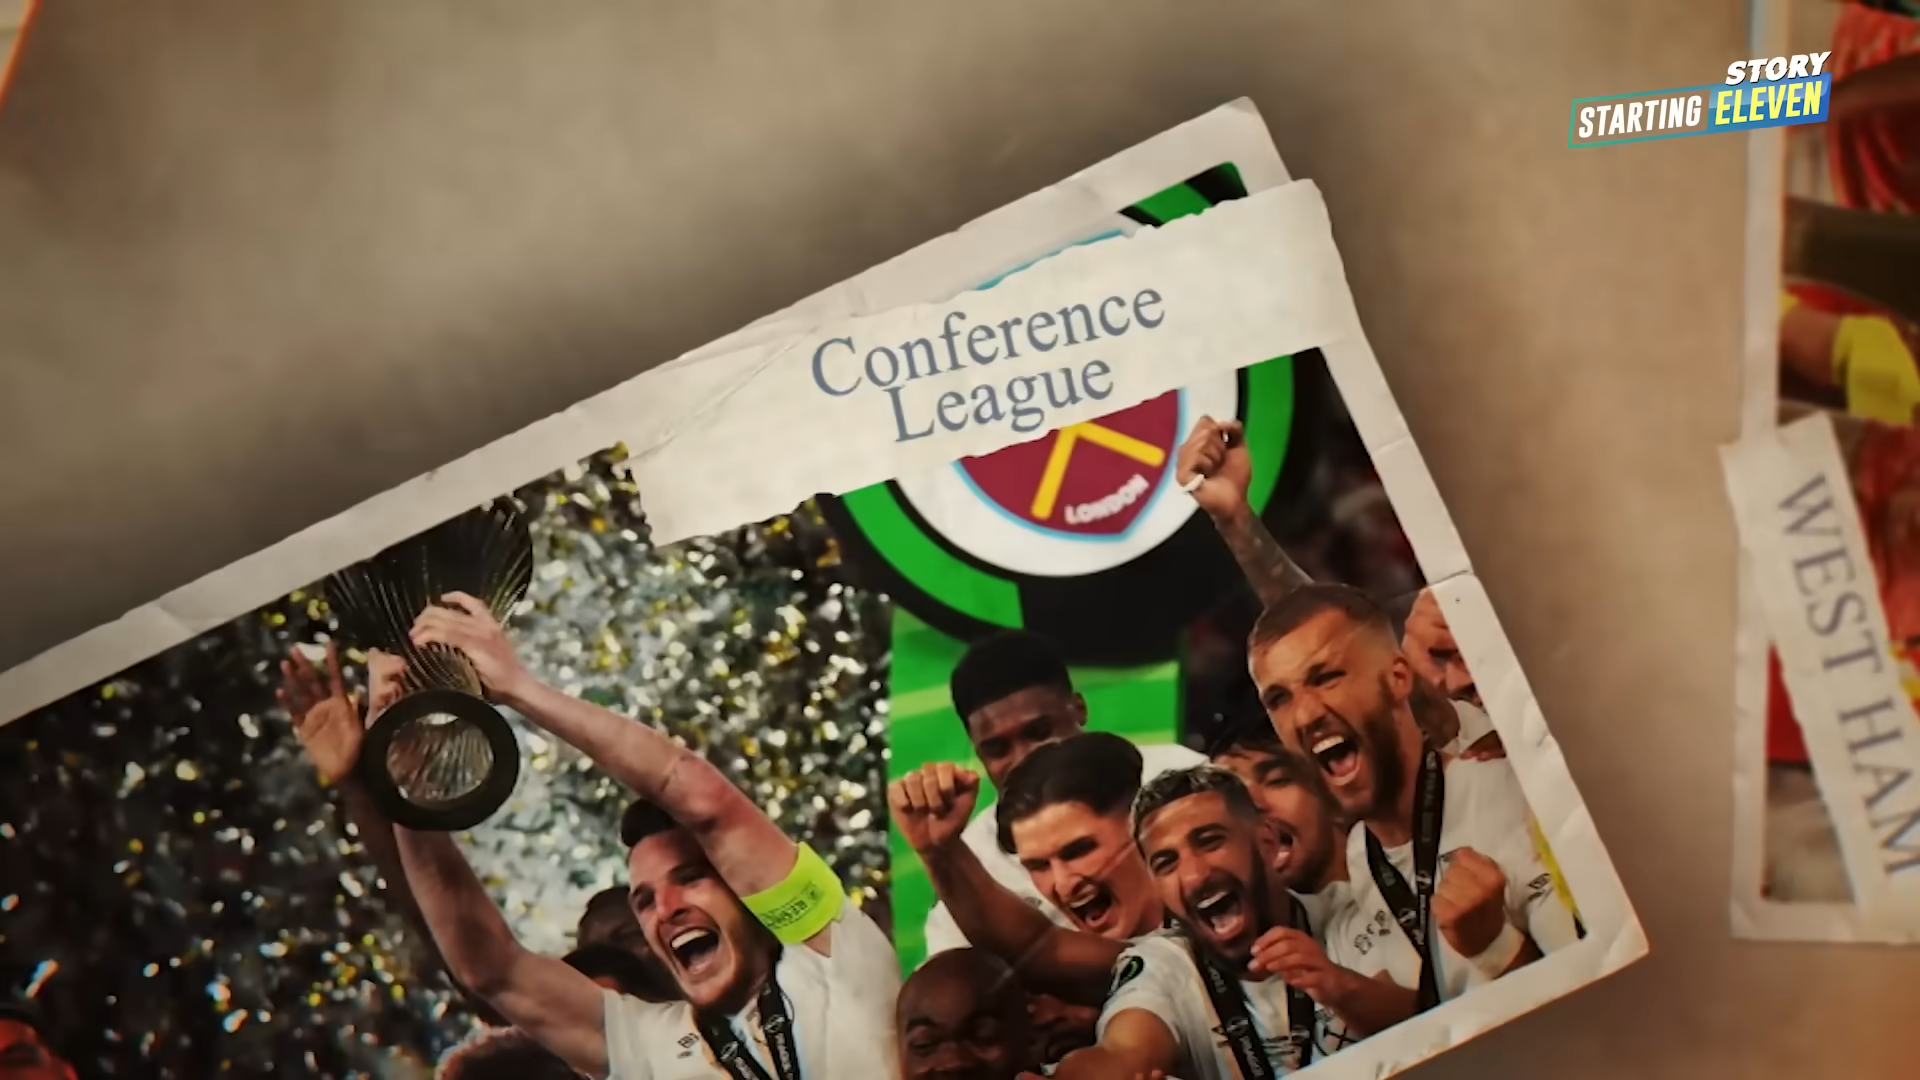 STORY
STARTING ELEVEN
Conference
League
LONDON
WEST HAM